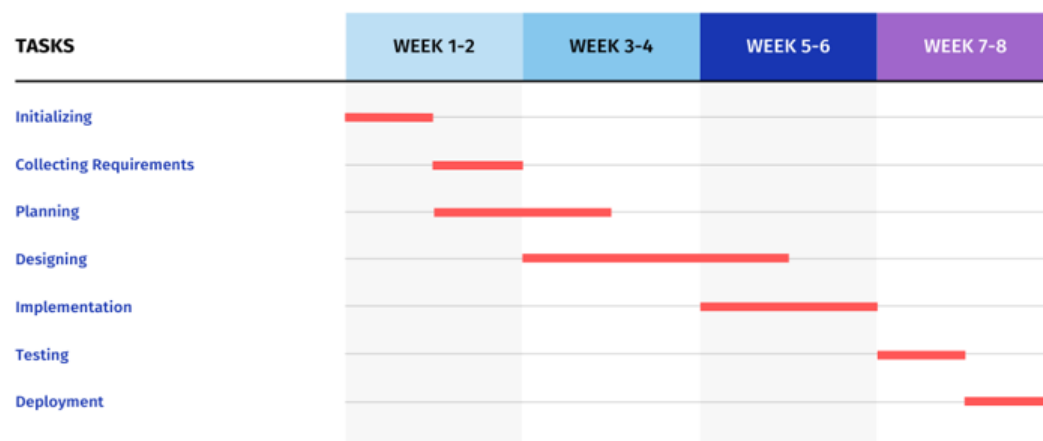 TASKS WEEK 1-2 WEEK 3-4 WEEK 5-6 WEEK 7-8
Initializing
Collecting Requirements
Planning
Designing
Implementation
Testing
Deployment